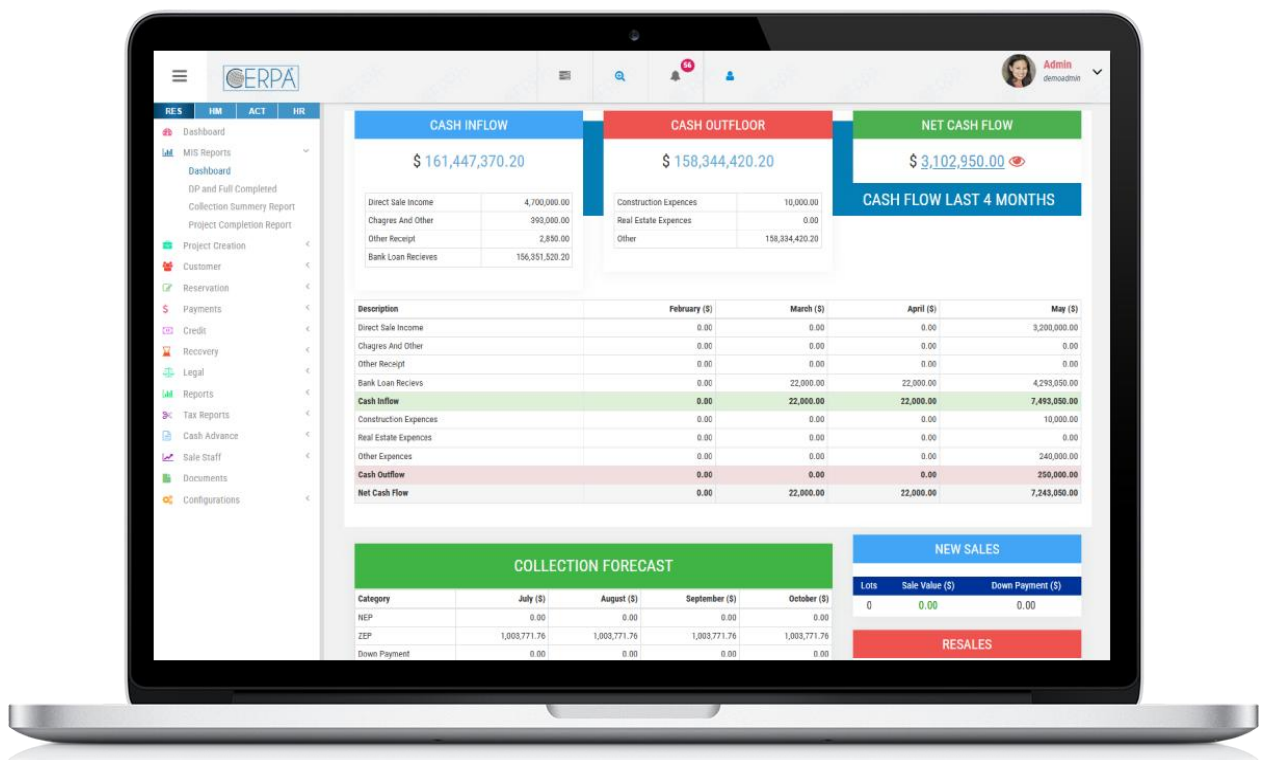 CERPA
56
Admin
demoadmin
RES HM ACT HR
Dashboard
MIS Reports
Dashboard
DP and Full Completed
Collection Summery Report
Project Completion Report
Project Creation
Customer
Reservation
$ Payments
Credit
Recovery
Legal
Reports
Tax Reports
Cash Advance
Sale Staff
Documents
Configurations
CASH INFLOW
$ 161,447,370.20
Direct Sale Income 4,700,000.00
Chagres And Other 393,000.00
Other Receipt 2,850.00
Bank Loan Recieves 156,351,520.20
CASH OUTFLOOR
$ 158,344,420.20
Construction Expences 10,000.00
Real Estate Expences 0.00
Other 158,334,420.20
NET CASH FLOW
$ 3,102,950.00
CASH FLOW LAST 4 MONTHS
Description February ($) March ($) April ($) May ($)
Direct Sale Income 0.00 0.00 0.00 3,200,000.00
Chagres And Other 0.00 0.00 0.00 0.00
Other Receipt 0.00 0.00 0.00 0.00
Bank Loan Recievs 0.00 22,000.00 22,000.00 4,293,050.00
Cash Inflow 0.00 22,000.00 22,000.00 7,493,050.00
Construction Expences 0.00 0.00 0.00 10,000.00
Real Estate Expences 0.00 0.00 0.00 0.00
Other Expences 0.00 0.00 0.00 240,000.00
Cash Outflow 0.00 0.00 0.00 250,000.00
Net Cash Flow 0.00 22,000.00 22,000.00 7,243,050.00
COLLECTION FORECAST
Category July ($) August ($) September ($) October ($)
NEP 0.00 0.00 0.00 0.00
ZEP 1,003,771.76 1,003,771.76 1,003,771.76 1,003,771.76
Down Payment 0.00 0.00 0.00 0.00
NEW SALES
Lots Sale Value ($) Down Payment ($)
0 0.00 0.00
RESALES